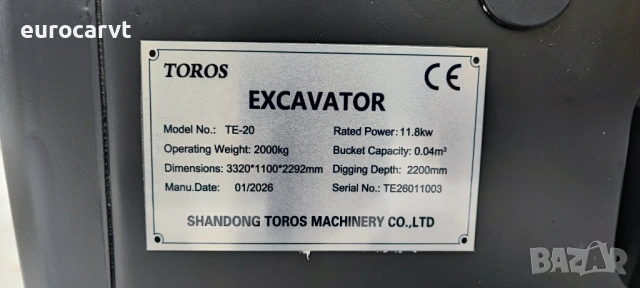 eurocarvt
TOROS
CE
EXCAVATOR
Model No.: TE-20
Rated Power: 11.8kw
Operating Weight: 2000kg
Bucket Capacity: 0.04m³
Dimensions: 3320*1100*2292mm
Digging Depth: 2200mm
Manu.Date: 01/2026
Serial No.: TE26011003
SHANDONG TOROS MACHINERY CO.,LTD
BAZAR